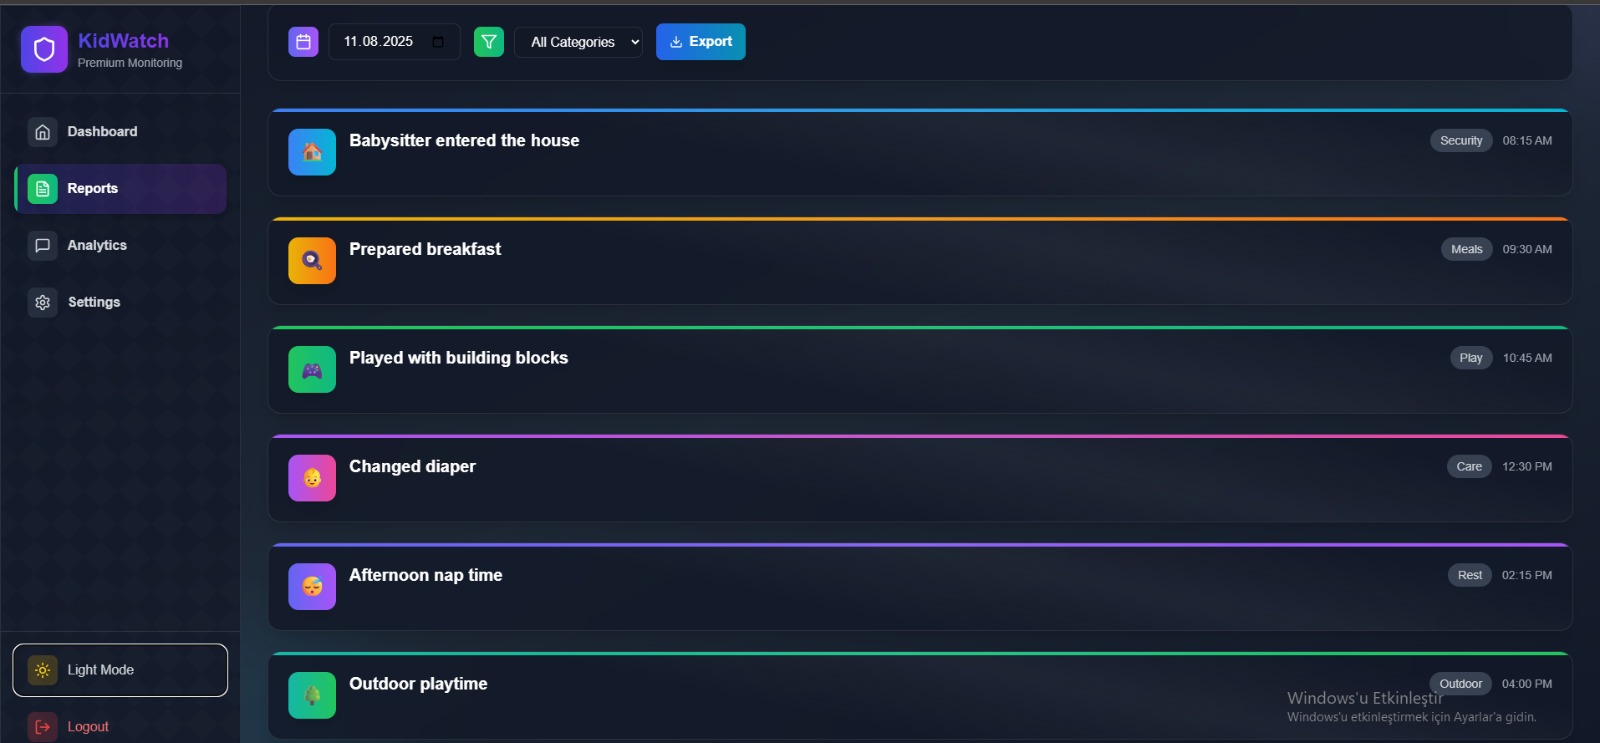 KidWatch
Premium Monitoring
Dashboard
Reports
Analytics
Settings
Light Mode
Logout
11.08.2025
All Categories
Export
Babysitter entered the house
Security 08:15 AM
Prepared breakfast
Meals 09:30 AM
Played with building blocks
Play 10:45 AM
Changed diaper
Care 12:30 PM
Afternoon nap time
Rest 02:15 PM
Outdoor playtime
Outdoor 04:00 PM
Windows'u Etkinleştir
Windows'u etkinleştirmek için Ayarlar'a gidin.